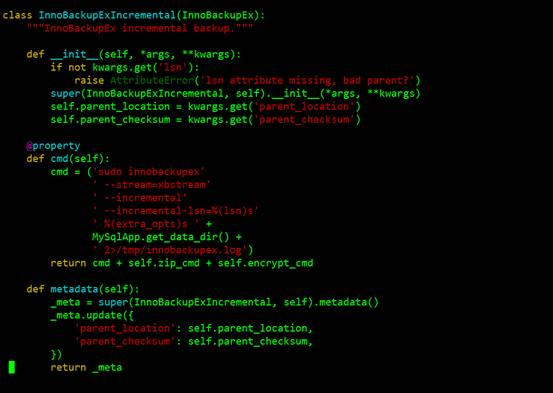 class InnoBackupExIncremental(InnoBackupEx):
    """InnoBackupEx incremental backup."""

    def __init__(self, *args, **kwargs):
        if not kwargs.get('lsn'):
            raise AttributeError('lsn attribute missing, bad parent?')
        super(InnoBackupExIncremental, self).__init__(*args, **kwargs)
        self.parent_location = kwargs.get('parent_location')
        self.parent_checksum = kwargs.get('parent_checksum')

    @property
    def cmd(self):
        cmd = ('sudo innobackupex'
               ' --stream=xbstream'
               ' --incremental'
               ' --incremental-lsn=%(lsn)s'
               ' %(extra_opts)s ' +
               MySqlApp.get_data_dir() +
               ' 2>/tmp/innobackupex.log')
        return cmd + self.zip_cmd + self.encrypt_cmd

    def metadata(self):
        _meta = super(InnoBackupExIncremental, self).metadata()
        _meta.update({
            'parent_location': self.parent_location,
            'parent_checksum': self.parent_checksum,
        })
        return _meta